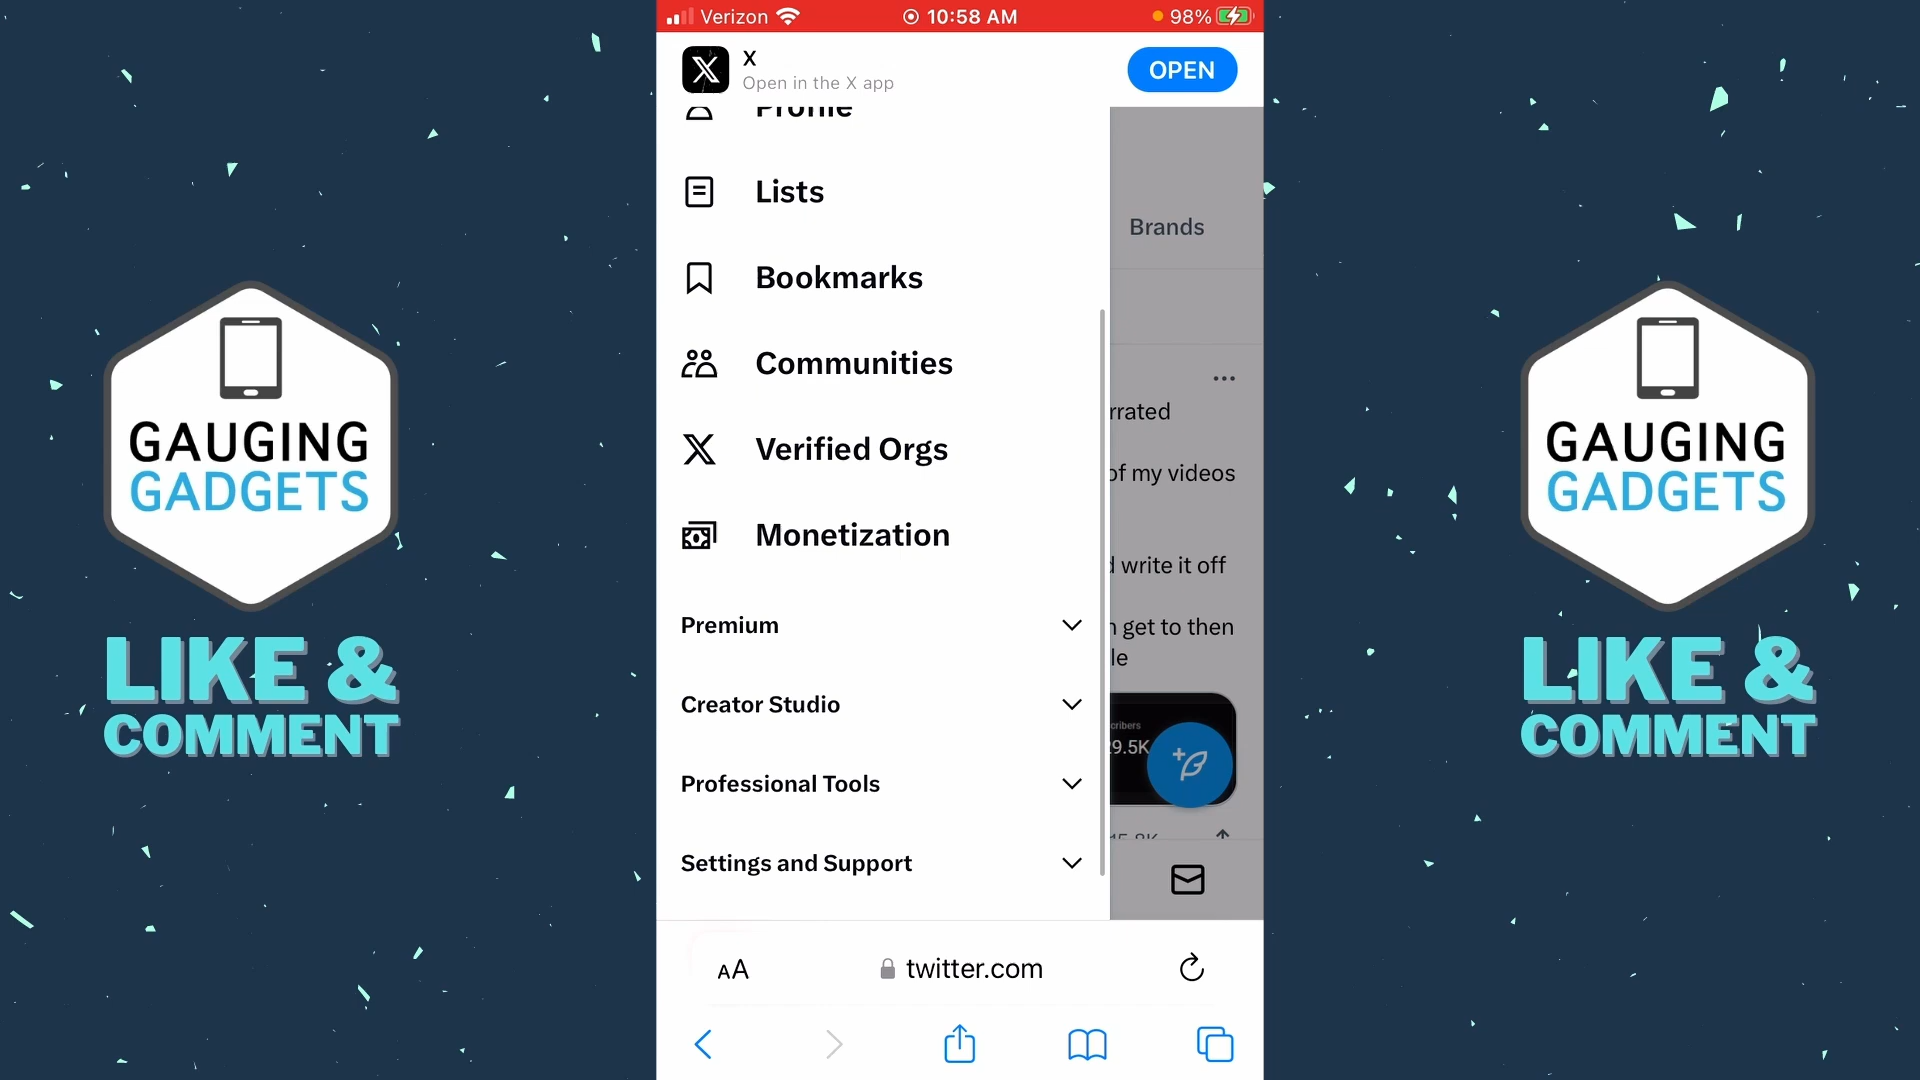 Verizon
10:58 AM
98%
X
Open in the X app
OPEN
Profile
Lists
Bookmarks
Communities
Verified Orgs
Monetization
Premium
Creator Studio
Professional Tools
Settings and Support
Brands
rrated
of my videos
write it off
get to then
le
cribers
9.5K
AA
twitter.com
GAUGING
GADGETS
LIKE &
COMMENT
GAUGING
GADGETS
LIKE &
COMMENT